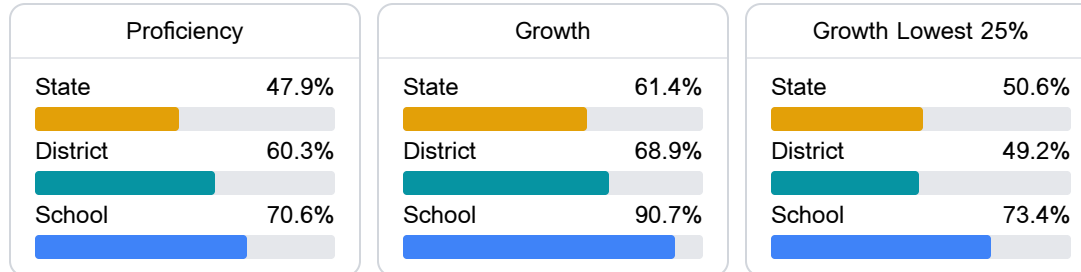 Proficiency
State 47.9%
District 60.3%
School 70.6%
Growth
State 61.4%
District 68.9%
School 90.7%
Growth Lowest 25%
State 50.6%
District 49.2%
School 73.4%